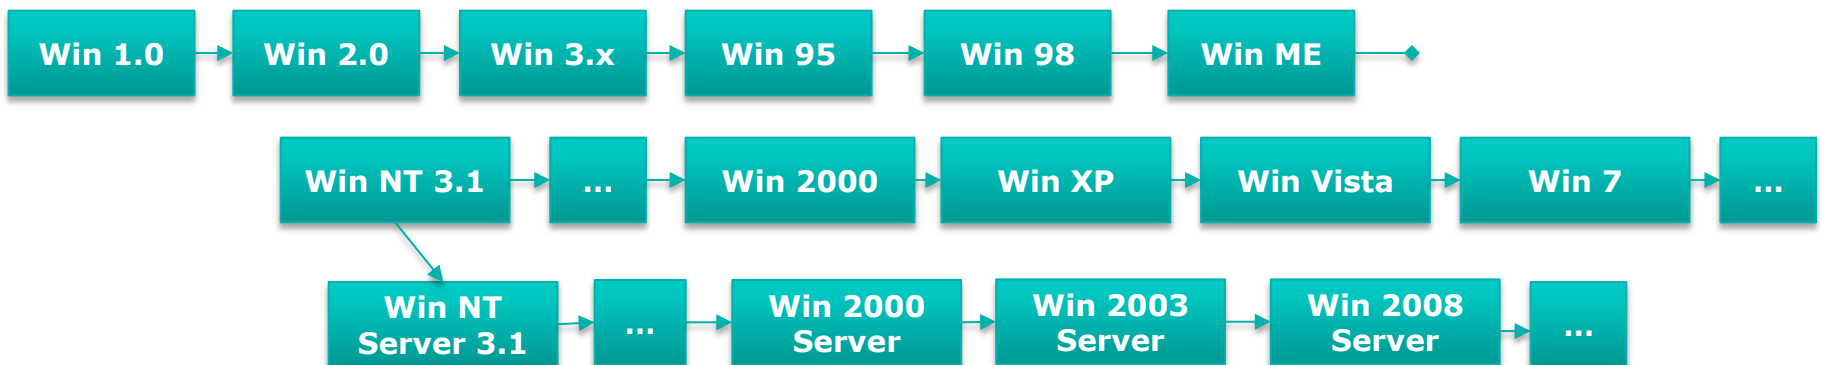 Win 1.0
Win 2.0
Win 3.x
Win 95
Win 98
Win ME
Win NT 3.1
...
Win 2000
Win XP
Win Vista
Win 7
...
Win NT
Server 3.1
...
Win 2000
Server
Win 2003
Server
Win 2008
Server
...